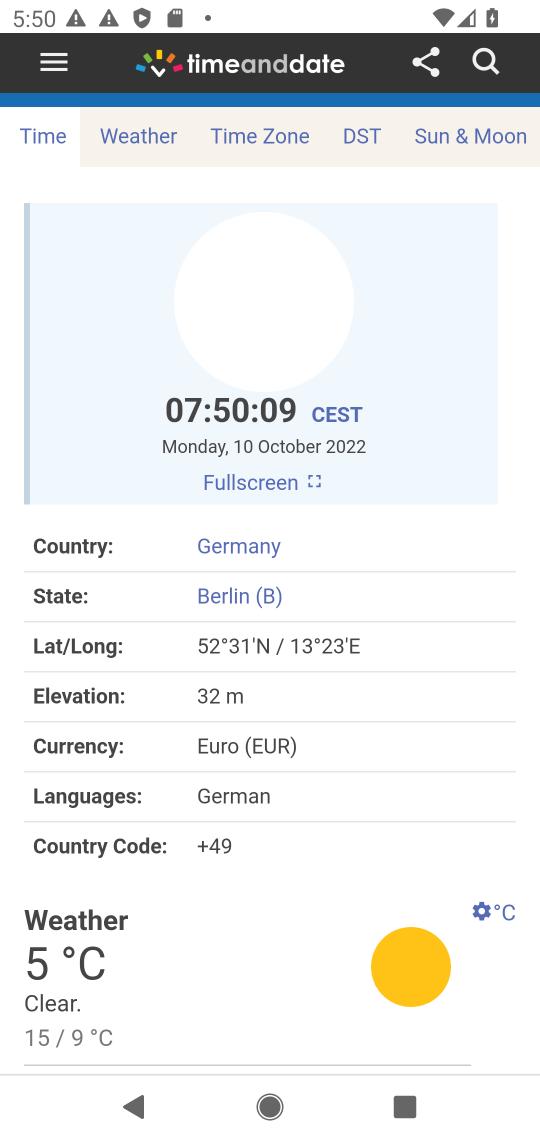 5:50
timeanddate
Time Weather Time Zone DST Sun & Moon
07:50:09 CEST
Monday, 10 October 2022
Fullscreen
Country: Germany
State: Berlin (B)
Lat/Long: 52°31'N / 13°23'E
Elevation: 32 m
Currency: Euro (EUR)
Languages: German
Country Code: +49
Weather °C
5 °C
Clear.
15 / 9 °C